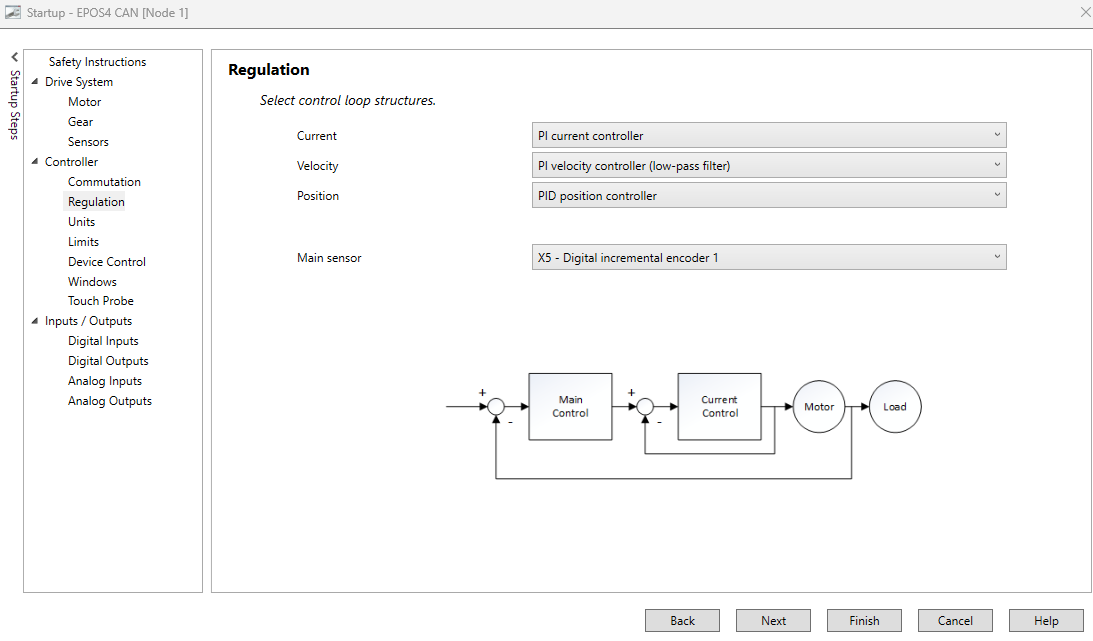 Startup - EPOS4 CAN [Node 1]
Startup Steps
Safety Instructions
Drive System
Motor
Gear
Sensors
Controller
Commutation
Regulation
Units
Limits
Device Control
Windows
Touch Probe
Inputs / Outputs
Digital Inputs
Digital Outputs
Analog Inputs
Analog Outputs
Regulation
Select control loop structures.
Current PI current controller
Velocity PI velocity controller (low-pass filter)
Position PID position controller
Main sensor X5 - Digital incremental encoder 1
+
-
Main
Control
+
-
Current
Control
Motor
Load
Back Next Finish Cancel Help